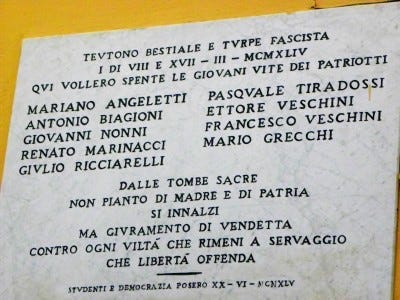 TEVTONO BESTIALE E TVRPE FASCISTA
I DI VIII E XVII - III - MCMXLIV
QVI VOLLERO SPENTE LE GIOVANI VITE DEI PATRIOTTI
MARIANO ANGELETTI
ANTONIO BIAGIONI
GIOVANNI NONNI
RENATO MARINACCI
GIVLIO RICCIARELLI
PASQVALE TIRADOSSI
ETTORE VESCHINI
FRANCESCO VESCHINI
MARIO GRECCHI
DALLE TOMBE SACRE
NON PIANTO DI MADRE E DI PATRIA
SI INNALZI
MA GIVRAMENTO DI VENDETTA
CONTRO OGNI VILTÀ CHE RIMENI A SERVAGGIO
CHE LIBERTÀ OFFENDA
STVDENTI E DEMOCRAZIA POSERO XX - VI - MCMXLV